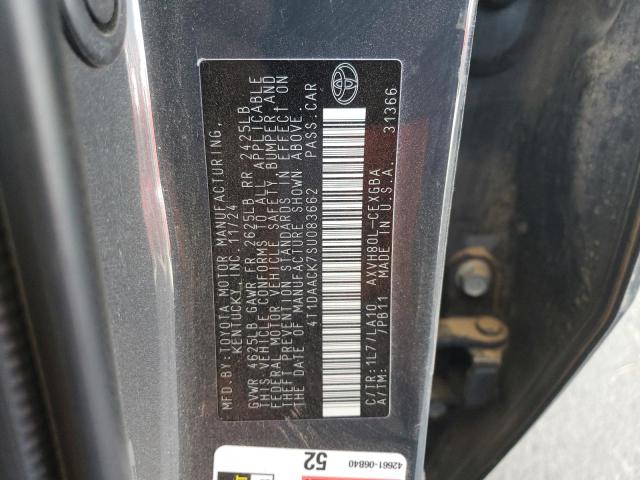 MFD.BY:TOYOTA MOTOR MANUFACTURING,
KENTUCKY, INC. 11/24
GVWR 4625LB GAWR FR 2625LB RR 2425LB
THIS VEHICLE CONFORMS TO ALL APPLICABLE
FEDERAL MOTOR VEHICLE SAFETY, BUMPER AND
THEFT PREVENTION STANDARDS IN EFFECT ON
THE DATE OF MANUFACTURE SHOWN ABOVE.
4T1DAACK7SU083662 PASS.CAR
C/TR:1L7/LA10 AXVH80L-CEXGBA
A/TM: /PB11 MADE IN U.S.A. 31366
52
42661-06B40